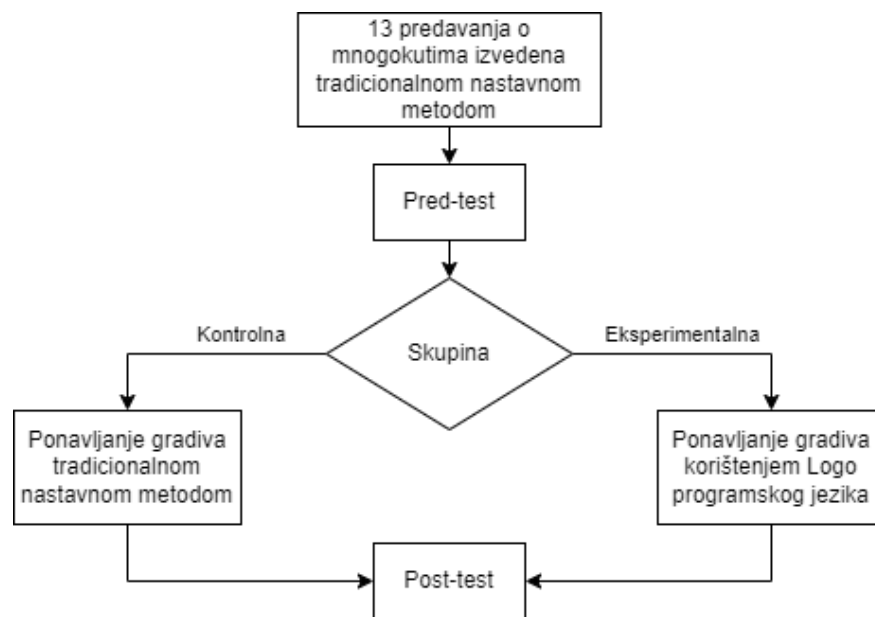 13 predavanja o
mnogokutima izvedena
tradicionalnom nastavnom
metodom
Pred-test
Skupina
Kontrolna
Eksperimentalna
Ponavljanje gradiva
tradicionalnom
nastavnom metodom
Ponavljanje gradiva
korištenjem Logo
programskog jezika
Post-test